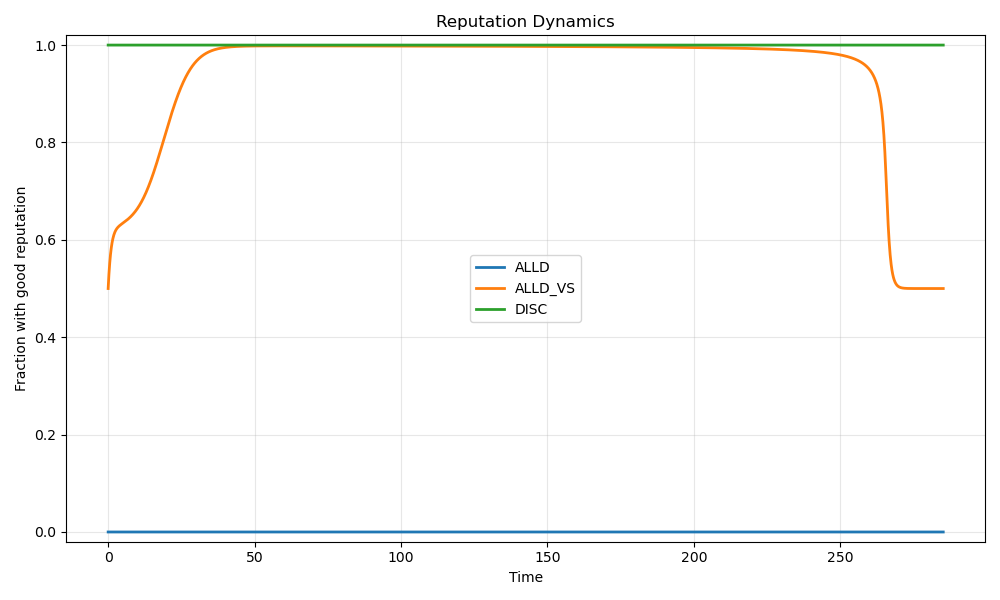 Reputation Dynamics
Fraction with good reputation
1.0
0.8
0.6
0.4
0.2
0.0
ALLD
ALLD_VS
DISC
0 50 100 150 200 250
Time